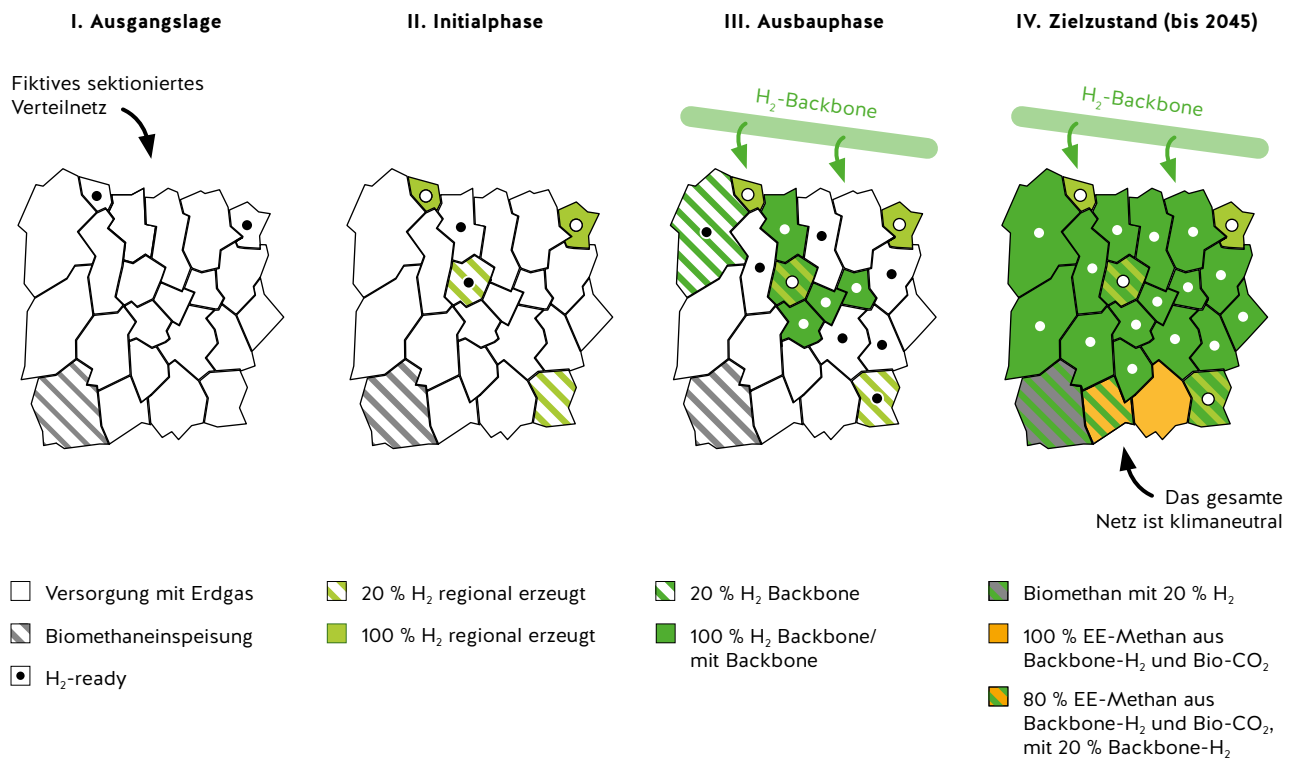 I. Ausgangslage
II. Initialphase
III. Ausbauphase
IV. Zielzustand (bis 2045)
Fiktives sektioniertes
Verteilnetz
H₂-Backbone
H₂-Backbone
Das gesamte
Netz ist klimaneutral
Versorgung mit Erdgas
Biomethaneinspeisung
H₂-ready
20 % H₂ regional erzeugt
100 % H₂ regional erzeugt
20 % H₂ Backbone
100 % H₂ Backbone/
mit Backbone
Biomethan mit 20 % H₂
100 % EE-Methan aus
Backbone-H₂ und Bio-CO₂
80 % EE-Methan aus
Backbone-H₂ und Bio-CO₂,
mit 20 % Backbone-H₂